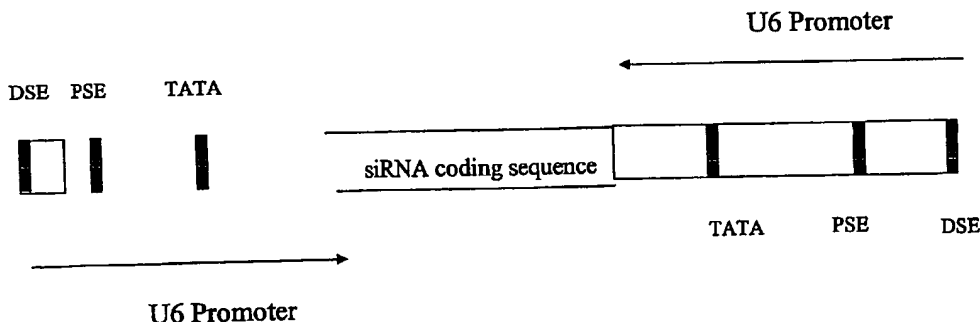 U6 Promoter
DSE PSE TATA
siRNA coding sequence
TATA PSE DSE
U6 Promoter